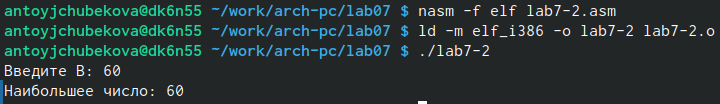 antoyjchubekova@dk6n55 ~/work/arch-pc/lab07 $ nasm -f elf lab7-2.asm
antoyjchubekova@dk6n55 ~/work/arch-pc/lab07 $ ld -m elf_i386 -o lab7-2 lab7-2.o
antoyjchubekova@dk6n55 ~/work/arch-pc/lab07 $ ./lab7-2
Введите B: 60
Наибольшее число: 60